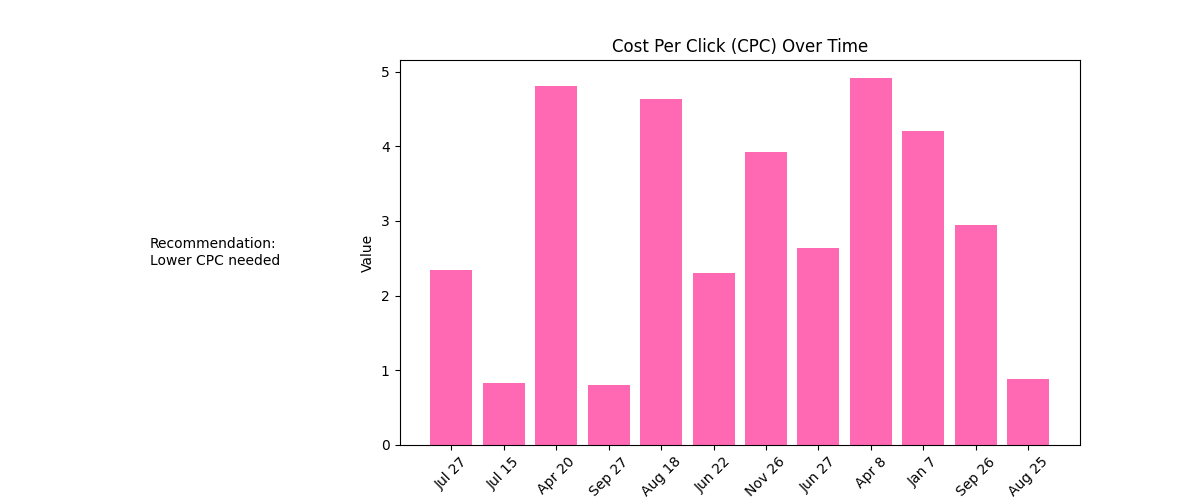 Cost Per Click (CPC) Over Time
Recommendation:
Lower CPC needed
Value
5
4
3
2
1
0
Jul 27
Jul 15
Apr 20
Sep 27
Aug 18
Jun 22
Nov 26
Jun 27
Apr 8
Jan 7
Sep 26
Aug 25